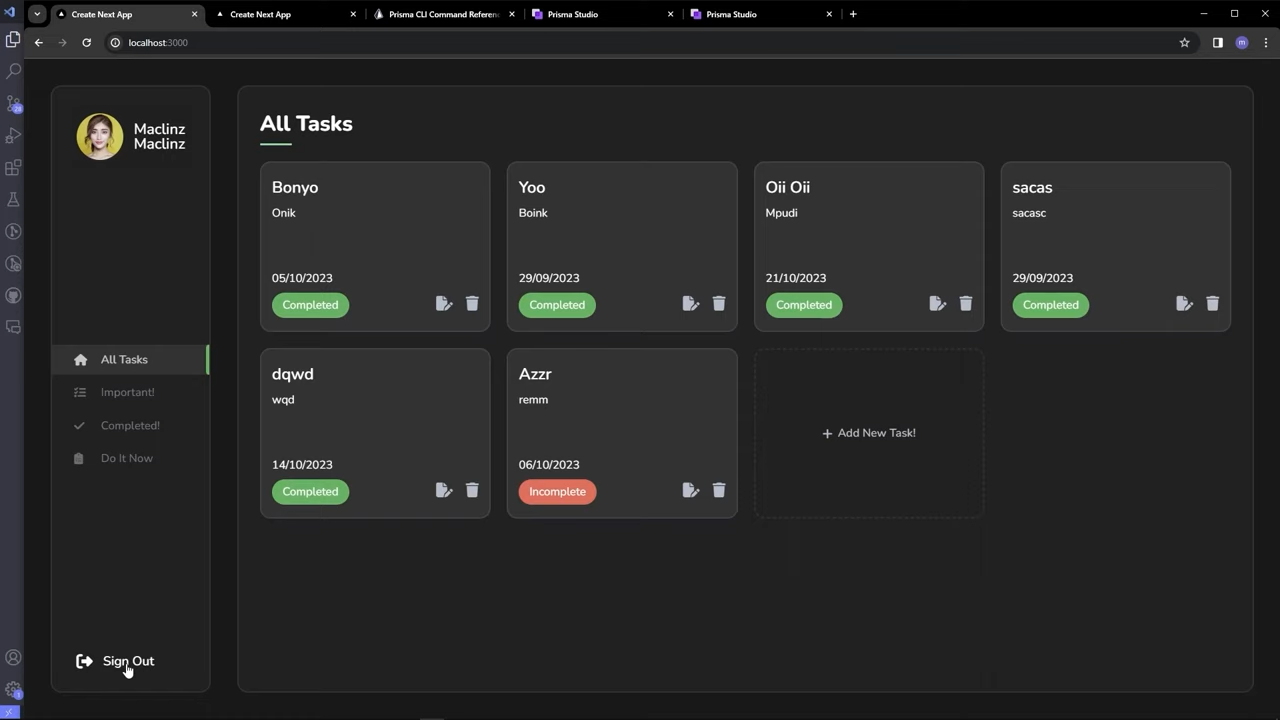 Create Next App
Create Next App
Prisma CLI Command Referen
Prisma Studio
Prisma Studio
localhost:3000
Maclinz
Maclinz
All Tasks
Important!
Completed!
Do It Now
Sign Out
All Tasks
Bonyo
Onik
05/10/2023
Completed
Yoo
Boink
29/09/2023
Completed
Oii Oii
Mpudi
21/10/2023
Completed
sacas
sacasc
29/09/2023
Completed
dqwd
wqd
14/10/2023
Completed
Azzr
remm
06/10/2023
Incomplete
+ Add New Task!
m